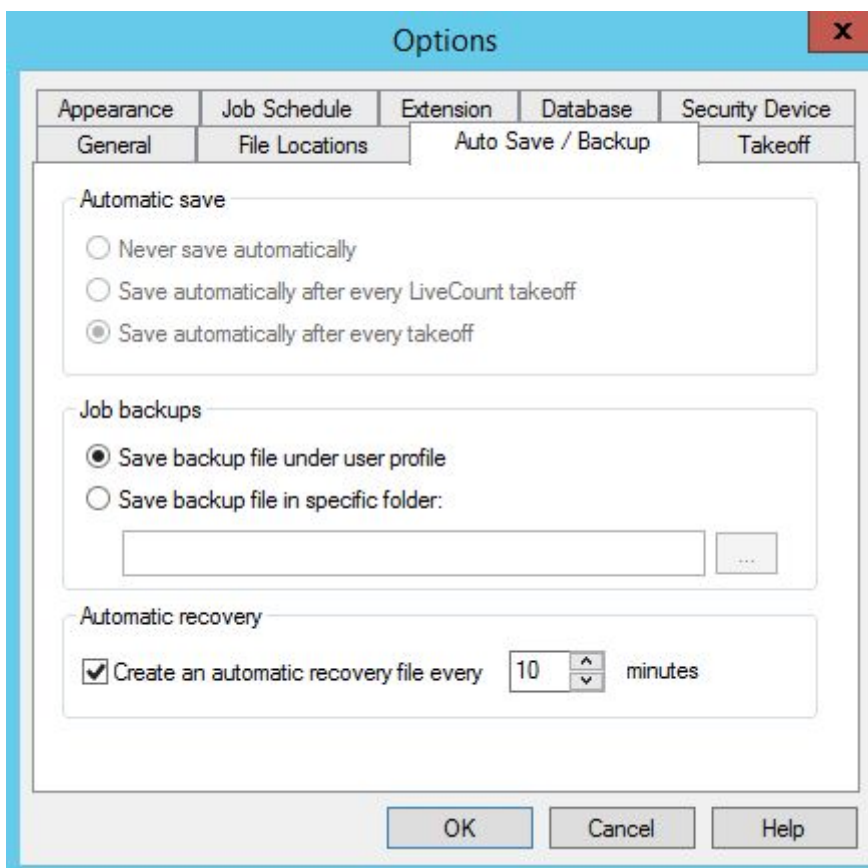 Options
x
Appearance Job Schedule Extension Database Security Device
General File Locations Auto Save / Backup Takeoff
Automatic save
Never save automatically
Save automatically after every LiveCount takeoff
Save automatically after every takeoff
Job backups
Save backup file under user profile
Save backup file in specific folder:
...
Automatic recovery
Create an automatic recovery file every 10 minutes
OK Cancel Help